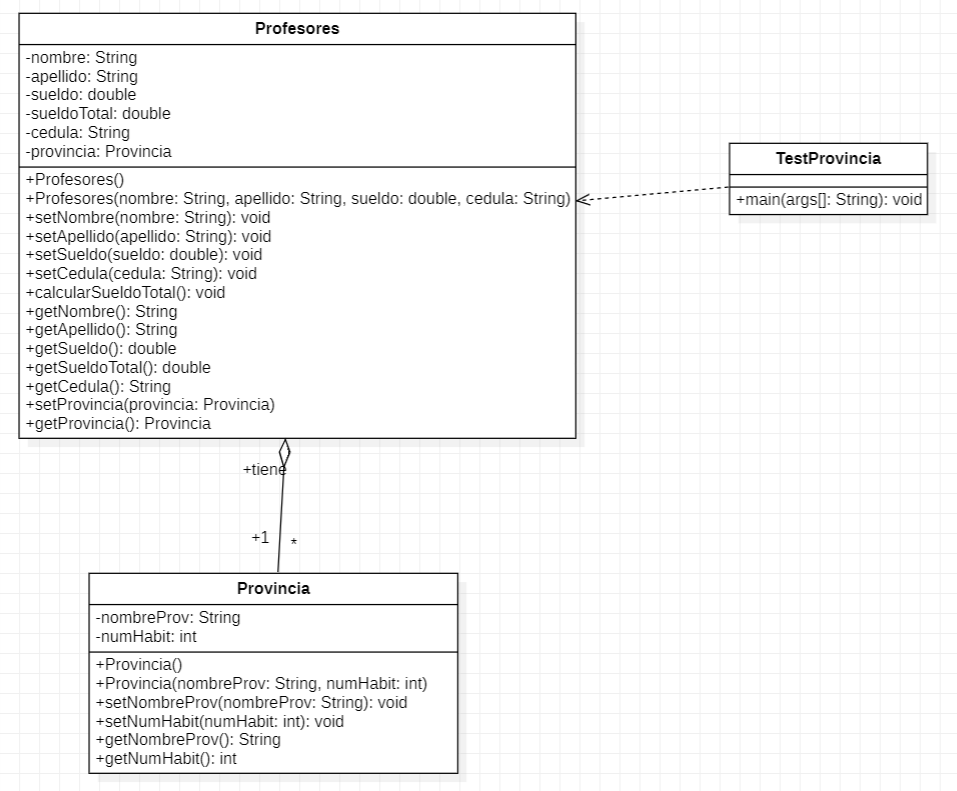 Profesores
-nombre: String
-apellido: String
-sueldo: double
-sueldoTotal: double
-cedula: String
-provincia: Provincia
+Profesores()
+Profesores(nombre: String, apellido: String, sueldo: double, cedula: String)
+setNombre(nombre: String): void
+setApellido(apellido: String): void
+setSueldo(sueldo: double): void
+setCedula(cedula: String): void
+calcularSueldoTotal(): void
+getNombre(): String
+getApellido(): String
+getSueldo(): double
+getSueldoTotal(): double
+getCedula(): String
+setProvincia(provincia: Provincia)
+getProvincia(): Provincia
TestProvincia
+main(args[]: String): void
+tiene
+1 *
Provincia
-nombreProv: String
-numHabit: int
+Provincia()
+Provincia(nombreProv: String, numHabit: int)
+setNombreProv(nombreProv: String): void
+setNumHabit(numHabit: int): void
+getNombreProv(): String
+getNumHabit(): int